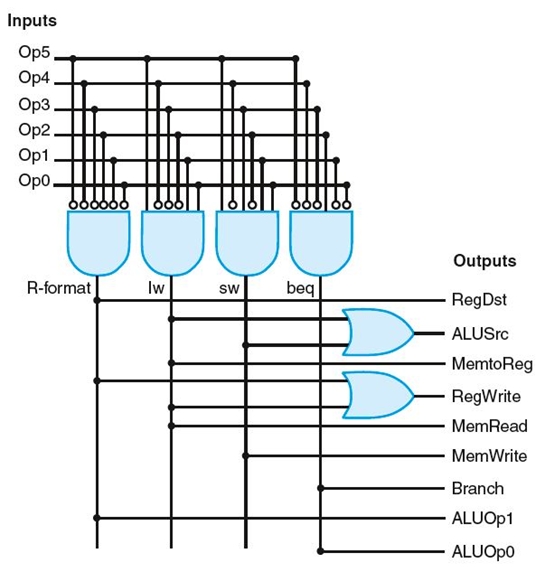 Inputs
Op5
Op4
Op3
Op2
Op1
Op0
R-format lw sw beq
Outputs
RegDst
ALUSrc
MemtoReg
RegWrite
MemRead
MemWrite
Branch
ALUOp1
ALUOp0